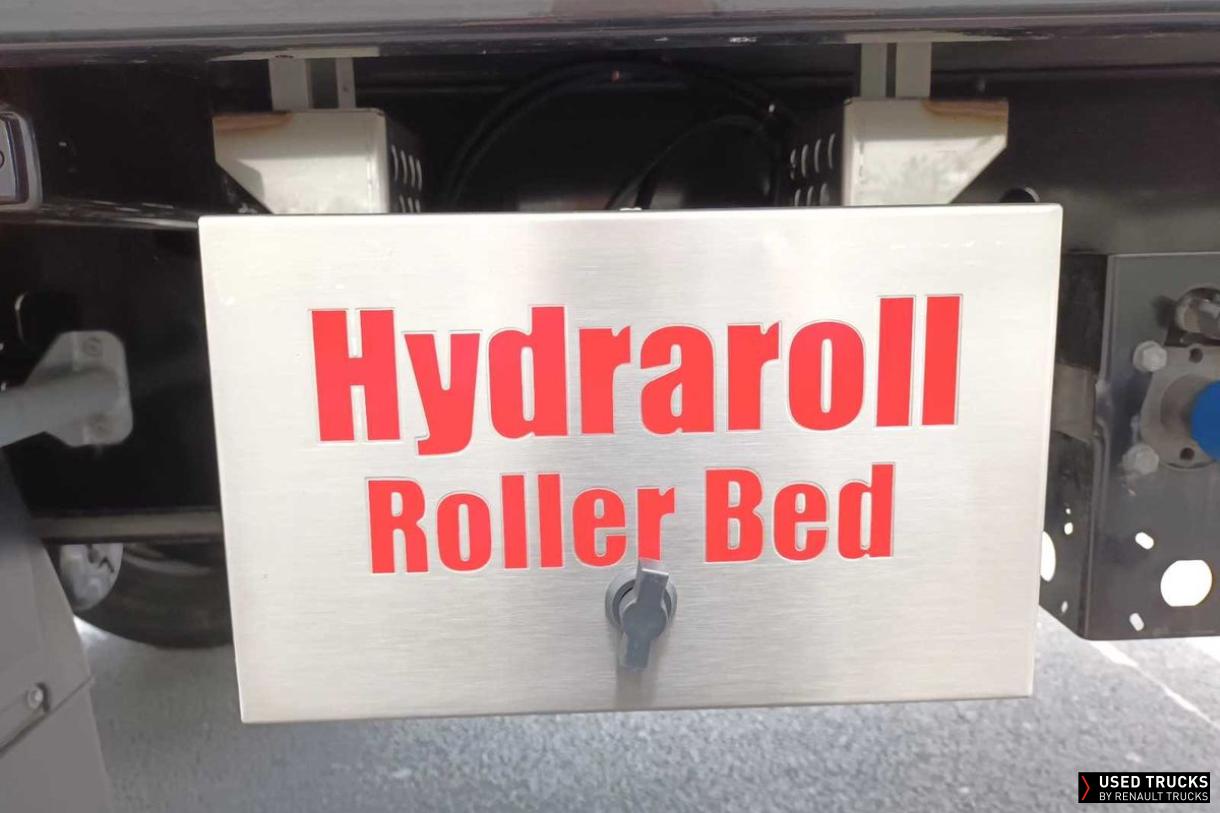 Hydraroll
Roller Bed
USED TRUCKS
BY RENAULT TRUCKS